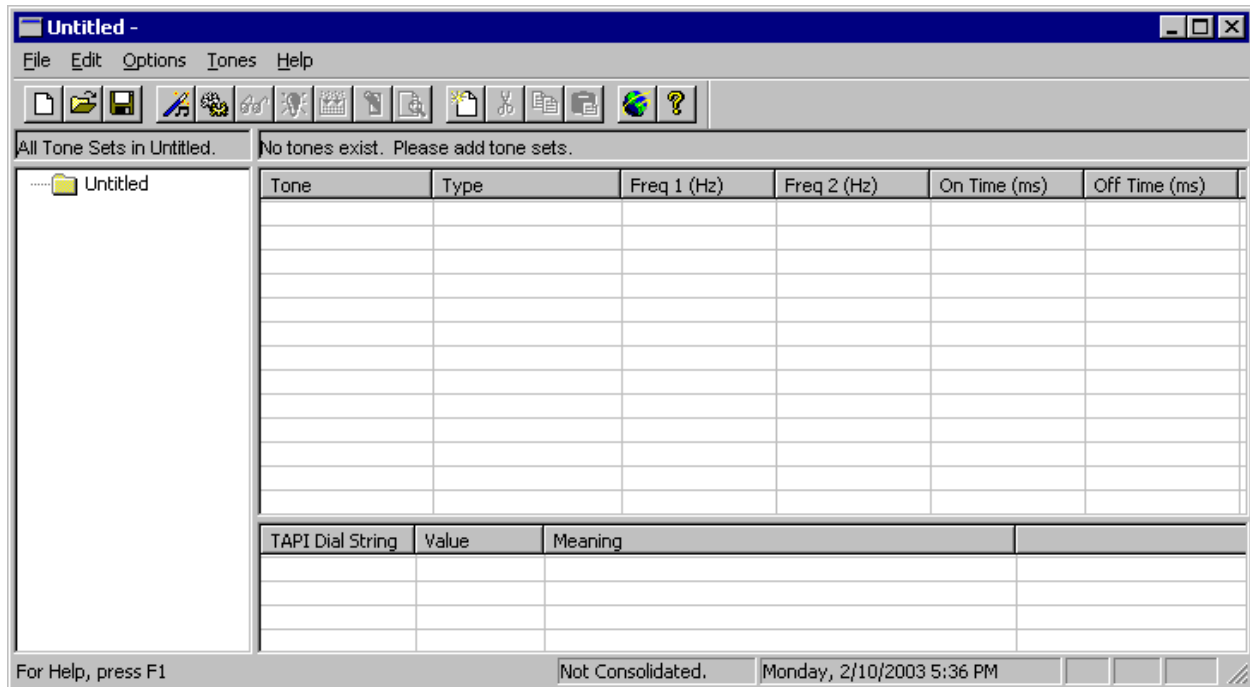 Untitled -
File Edit Options Tones Help
All Tone Sets in Untitled.
No tones exist. Please add tone sets.
Untitled
Tone Type Freq 1 (Hz) Freq 2 (Hz) On Time (ms) Off Time (ms)
TAPI Dial String Value Meaning
For Help, press F1 Not Consolidated. Monday, 2/10/2003 5:36 PM